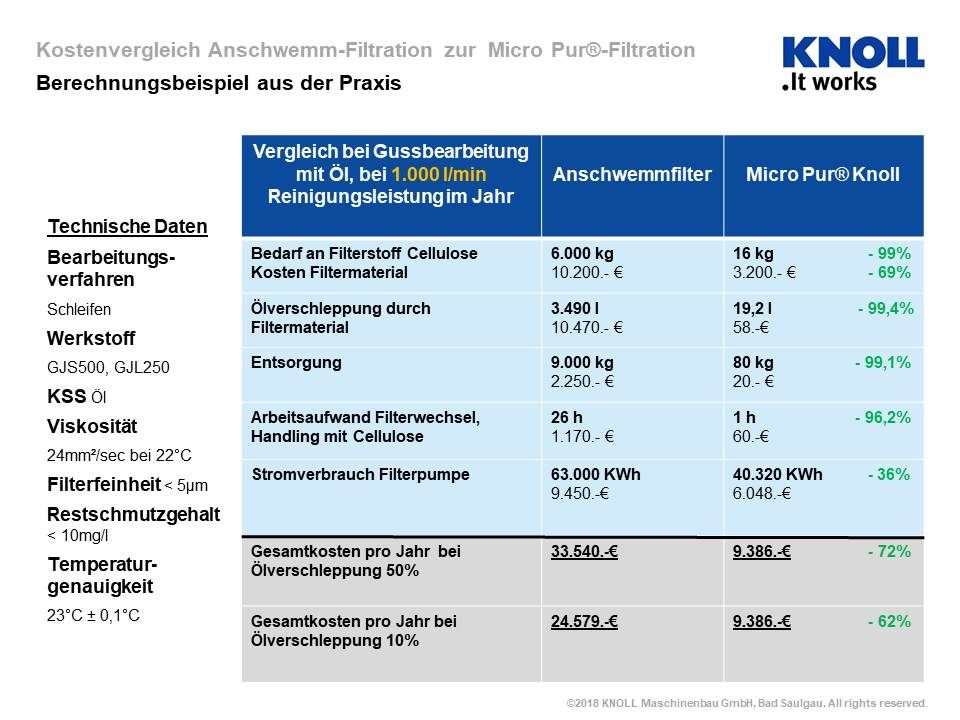 Kostenvergleich Anschwemm-Filtration zur Micro Pur®-Filtration
Berechnungsbeispiel aus der Praxis
KNOLL
.It works
Technische Daten
Bearbeitungs-
verfahren
Schleifen
Werkstoff
GJS500, GJL250
KSS Öl
Viskosität
24mm²/sec bei 22°C
Filterfeinheit < 5µm
Restschmutzgehalt
< 10mg/l
Temperatur-
genauigkeit
23°C ± 0,1°C
Vergleich bei Gussbearbeitung
mit Öl, bei 1.000 l/min
Reinigungsleistung im Jahr
Anschwemmfilter
Micro Pur® Knoll
Bedarf an Filterstoff Cellulose
Kosten Filtermaterial
6.000 kg
10.200.- €
16 kg - 99%
3.200.- € - 69%
Ölverschleppung durch
Filtermaterial
3.490 l
10.470.- €
19,2 l - 99,4%
58.-€
Entsorgung
9.000 kg
2.250.- €
80 kg - 99,1%
20.- €
Arbeitsaufwand Filterwechsel,
Handling mit Cellulose
26 h
1.170.- €
1 h - 96,2%
60.-€
Stromverbrauch Filterpumpe
63.000 KWh
9.450.-€
40.320 KWh - 36%
6.048.-€
Gesamtkosten pro Jahr bei
Ölverschleppung 50%
33.540.-€
9.386.-€ - 72%
Gesamtkosten pro Jahr bei
Ölverschleppung 10%
24.579.-€
9.386.-€ - 62%
©2018 KNOLL Maschinenbau GmbH, Bad Saulgau. All rights reserved.